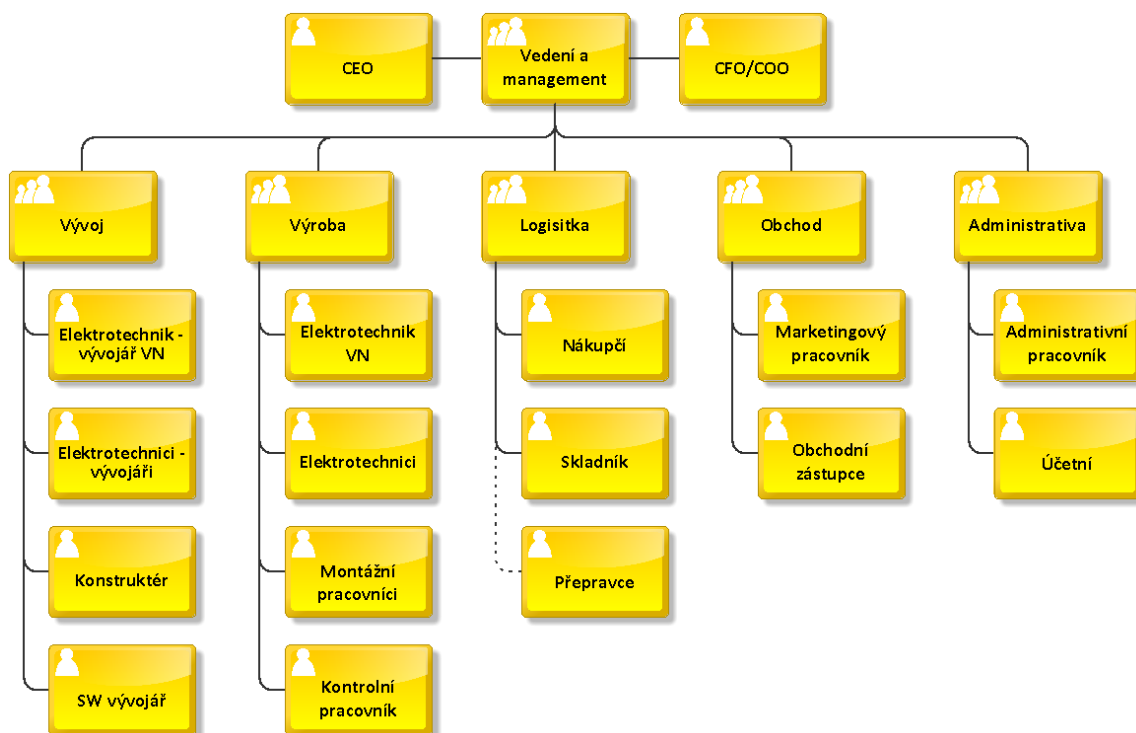 CEO
Vedení a
management
CFO/COO
Vývoj
Výroba
Logisitka
Obchod
Administrativa
Elektrotechnik -
vývojář VN
Elektrotechnik
VN
Nákupčí
Marketingový
pracovník
Administrativní
pracovník
Elektrotechnici -
vývojáři
Elektrotechnici
Skladník
Obchodní
zástupce
Účetní
Konstruktér
Montážní
pracovníci
Přepravce
SW vývojář
Kontrolní
pracovník